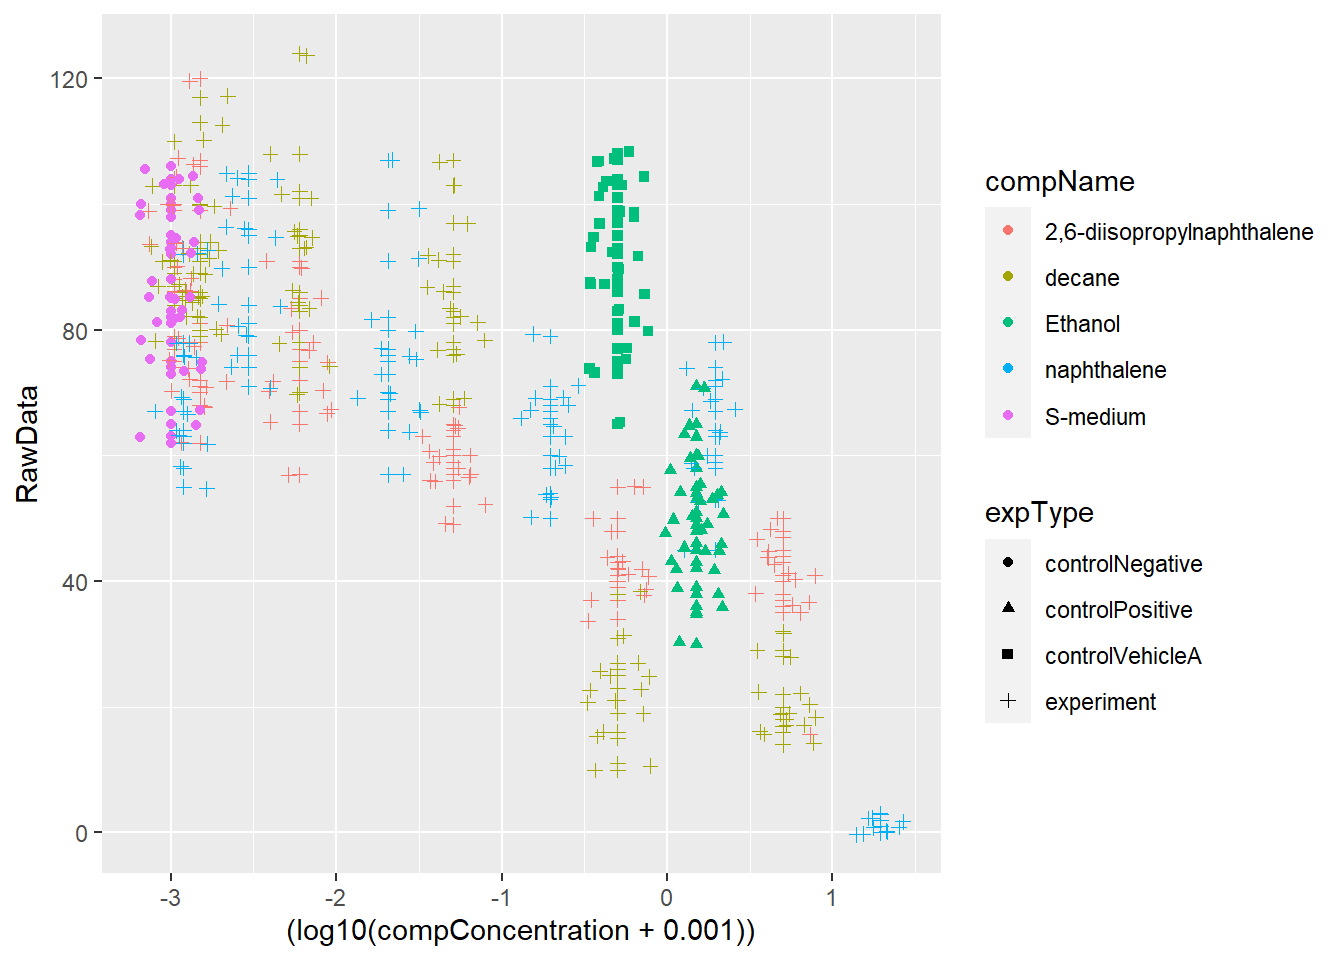 120
80
40
0
RawData
-3
-2
-1
0
1
(log10(compConcentration + 0.001))
compName
2,6-diisopropylnaphthalene
decane
Ethanol
naphthalene
S-medium
expType
controlNegative
controlPositive
controlVehicleA
experiment